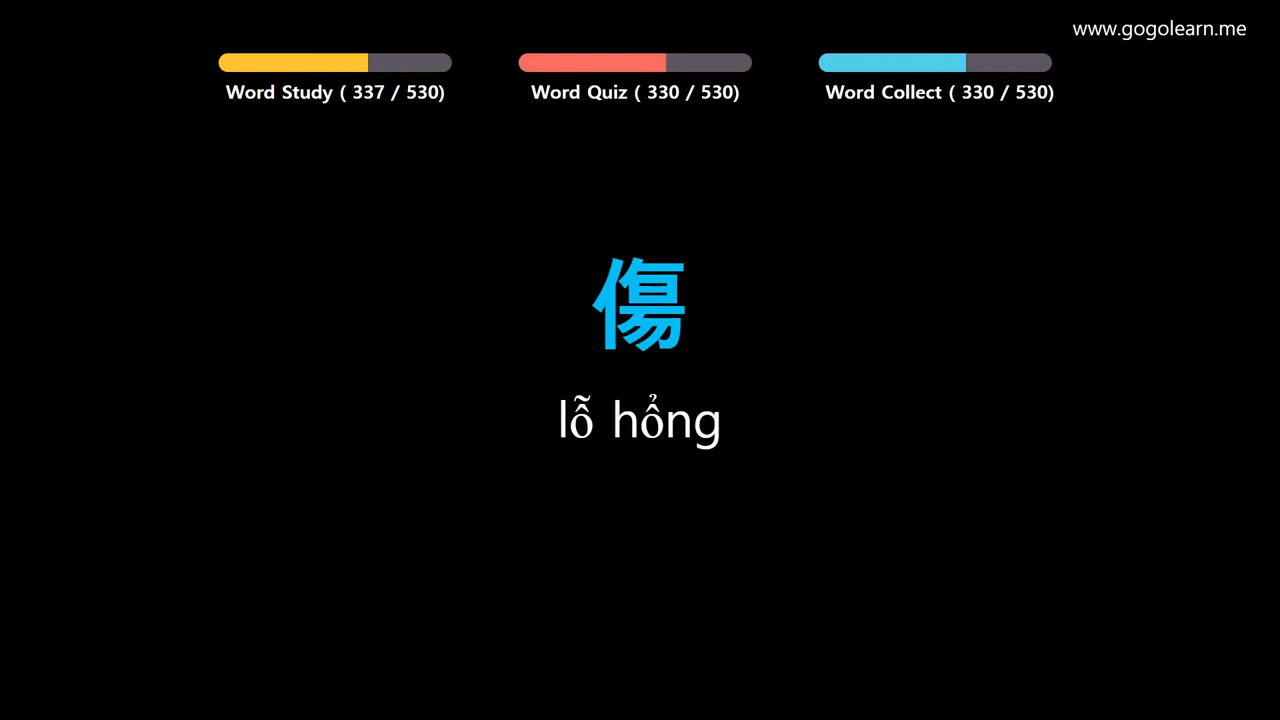 www.gogolearn.me
Word Study ( 337 / 530)
Word Quiz ( 330 / 530)
Word Collect ( 330 / 530)
傷
lỗ hổng